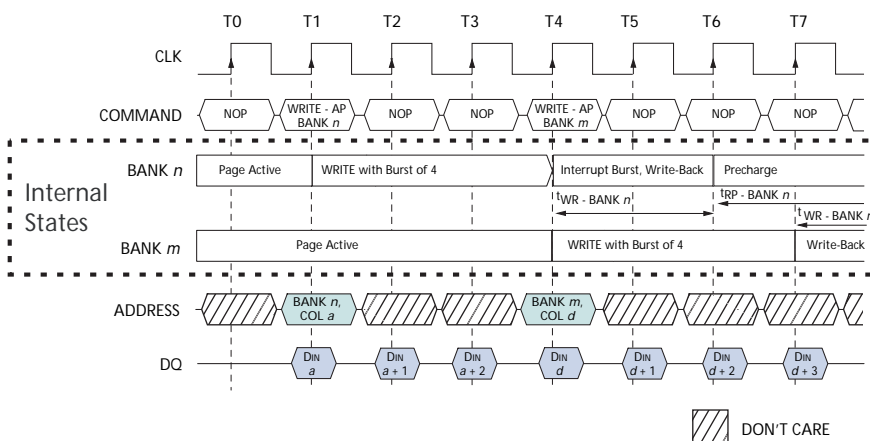 T0 T1 T2 T3 T4 T5 T6 T7
CLK
COMMAND NOP WRITE - AP BANK n NOP NOP WRITE - AP BANK m NOP NOP NOP
Internal States
BANK n Page Active WRITE with Burst of 4 Interrupt Burst, Write-Back Precharge
tWR - BANK n tRP - BANK n
tWR - BANK n
BANK m Page Active WRITE with Burst of 4 Write-Back
ADDRESS BANK n, COL a BANK m, COL d
DQ DIN a DIN a + 1 DIN a + 2 DIN d DIN d + 1 DIN d + 2 DIN d + 3
DON'T CARE